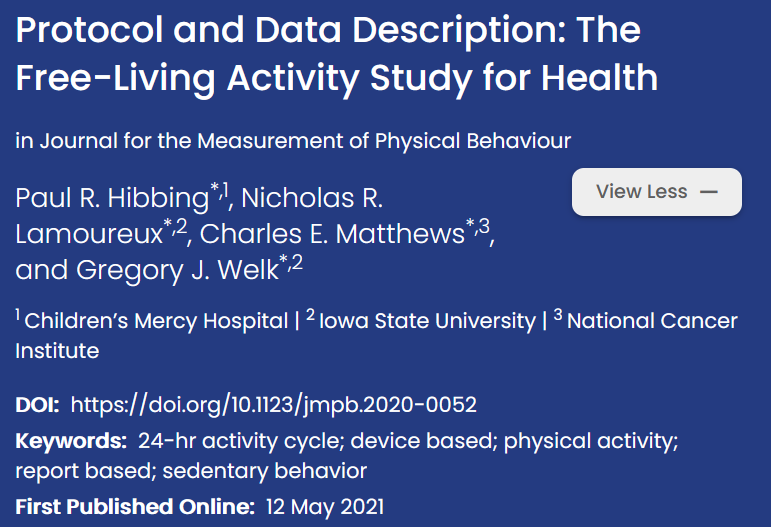 Protocol and Data Description: The
Free-Living Activity Study for Health
in Journal for the Measurement of Physical Behaviour
View Less —
Paul R. Hibbing*,1, Nicholas R.
Lamoureux*,2, Charles E. Matthews*,3,
and Gregory J. Welk*,2
1 Children's Mercy Hospital | 2 Iowa State University | 3 National Cancer
Institute
DOI: https://doi.org/10.1123/jmpb.2020-0052
Keywords: 24-hr activity cycle; device based; physical activity;
report based; sedentary behavior
First Published Online: 12 May 2021